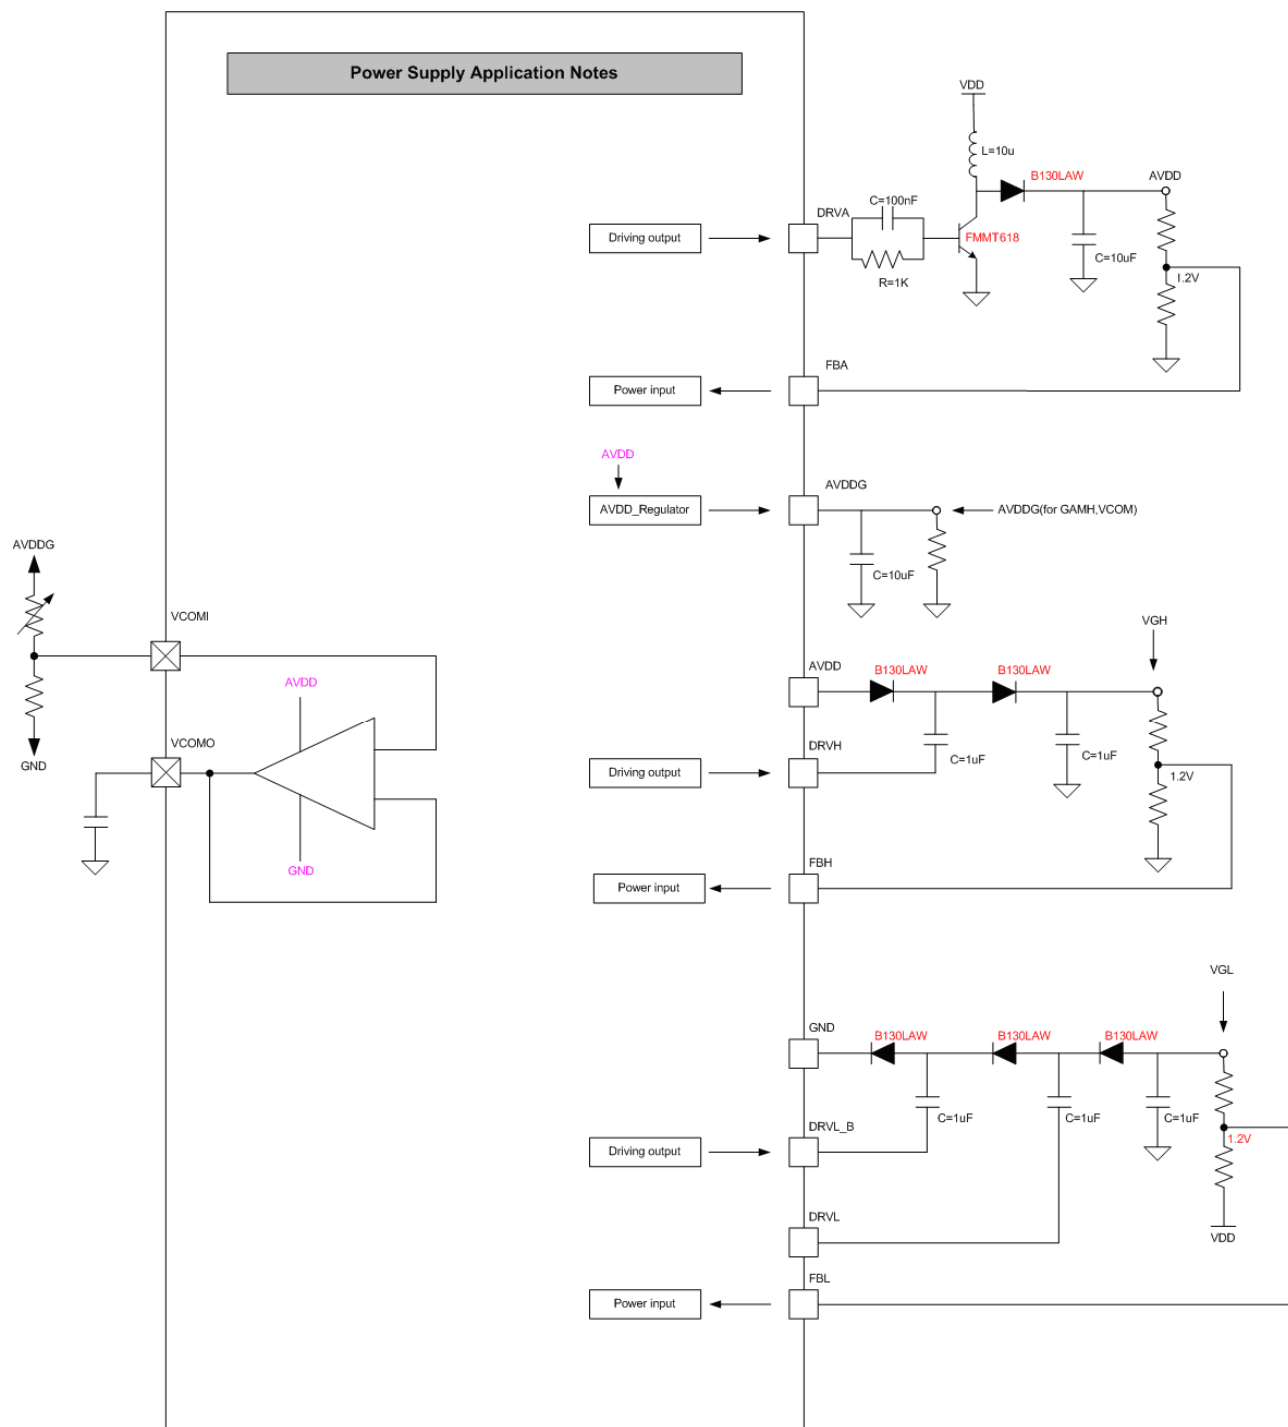 Power Supply Application Notes
VDD
L=10u
B130LAW
AVDD
DRVA
C=100nF
Driving output
FMMT618
C=10uF
1.2V
R=1K
FBA
Power input
AVDD
AVDDG
AVDD_Regulator
AVDDG(for GAMH,VCOM)
AVDDG
C=10uF
VCOMI
VGH
AVDD
B130LAW
B130LAW
AVDD
VCOMO
DRVH
GND
Driving output
C=1uF
C=1uF
1.2V
GND
FBH
Power input
VGL
GND
B130LAW
B130LAW
B130LAW
C=1uF
C=1uF
C=1uF
DRVL_B
1.2V
Driving output
DRVL
VDD
FBL
Power input